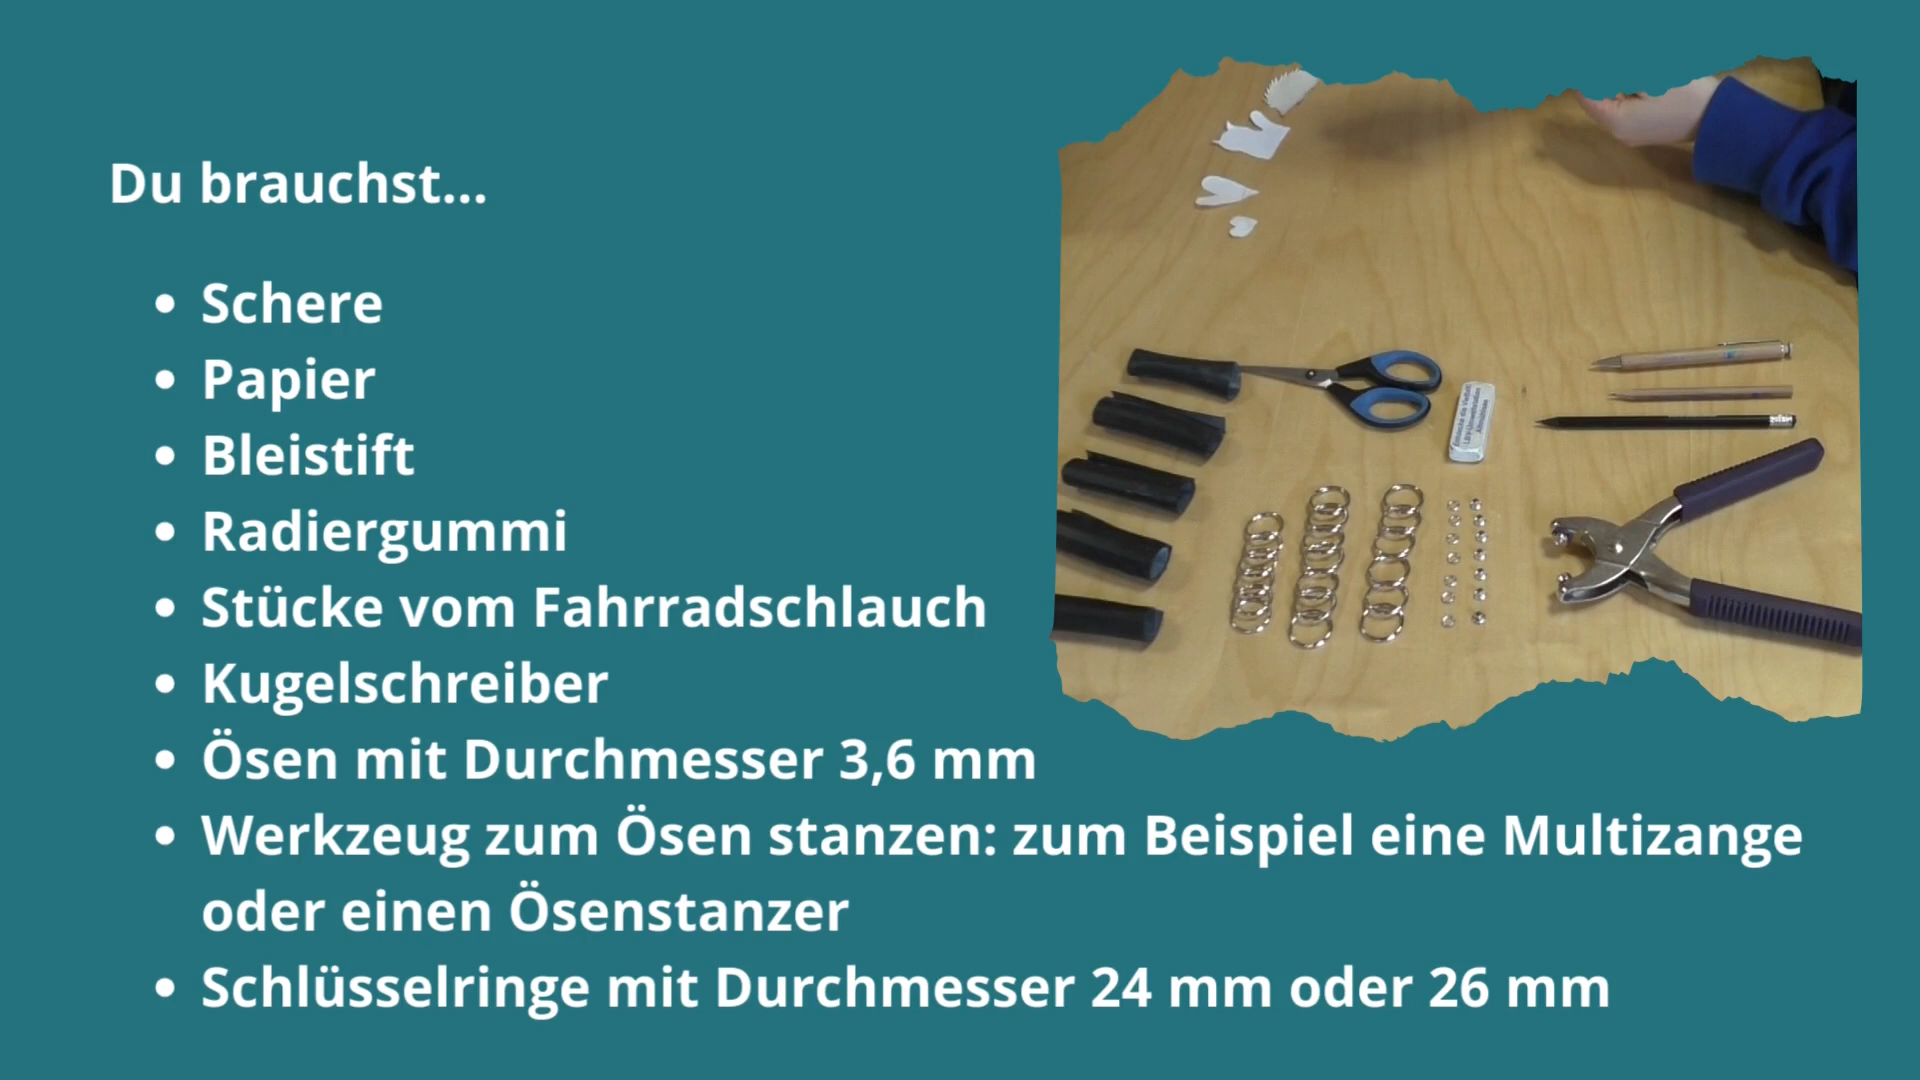 Du brauchst...
• Schere
• Papier
• Bleistift
• Radiergummi
• Stücke vom Fahrradschlauch
• Kugelschreiber
• Ösen mit Durchmesser 3,6 mm
• Werkzeug zum Ösen stanzen: zum Beispiel eine Multizange
oder einen Ösenstanzer
• Schlüsselringe mit Durchmesser 24 mm oder 26 mm